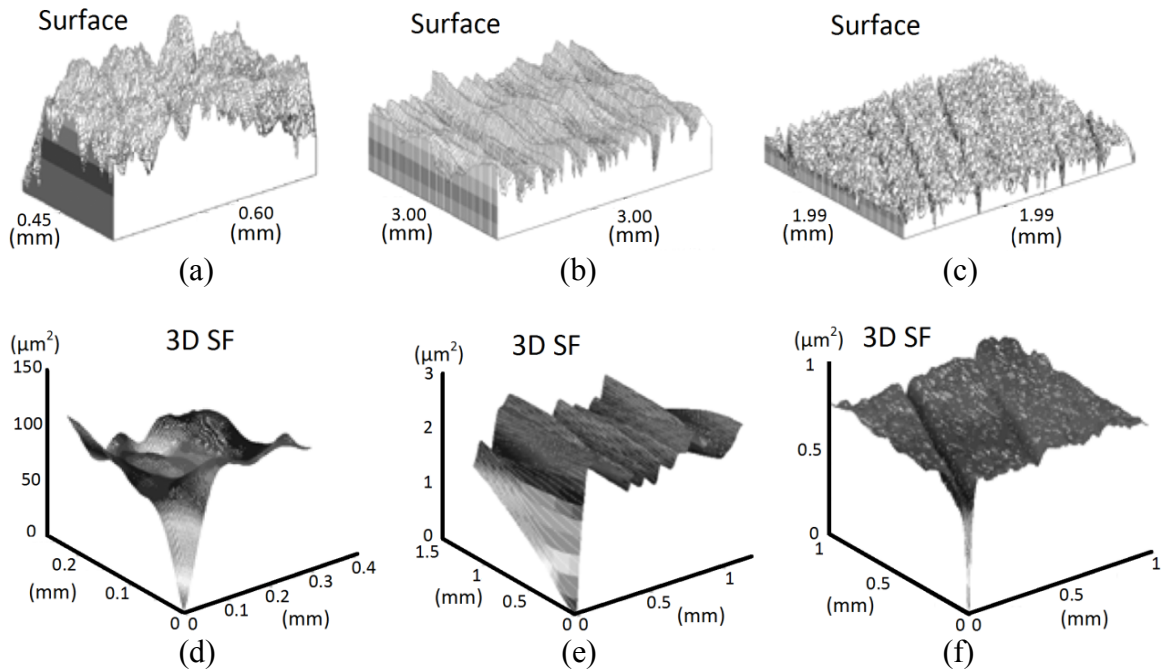 Surface
0.45
(mm)
0.60
(mm)
(a)
Surface
3.00
(mm)
3.00
(mm)
(b)
Surface
1.99
(mm)
1.99
(mm)
(c)
(μm²)
3D SF
150
100
50
0
0.2
0.1
(mm)
0 0
0.1
0.2
0.3
0.4
(mm)
(d)
(μm²)
3D SF
3
2
1
0
1.5
1
0.5
(mm)
0 0
0.5
1
(mm)
(e)
(μm²)
3D SF
1
0.5
0
1
0.5
(mm)
0 0
0.5
1
(mm)
(f)